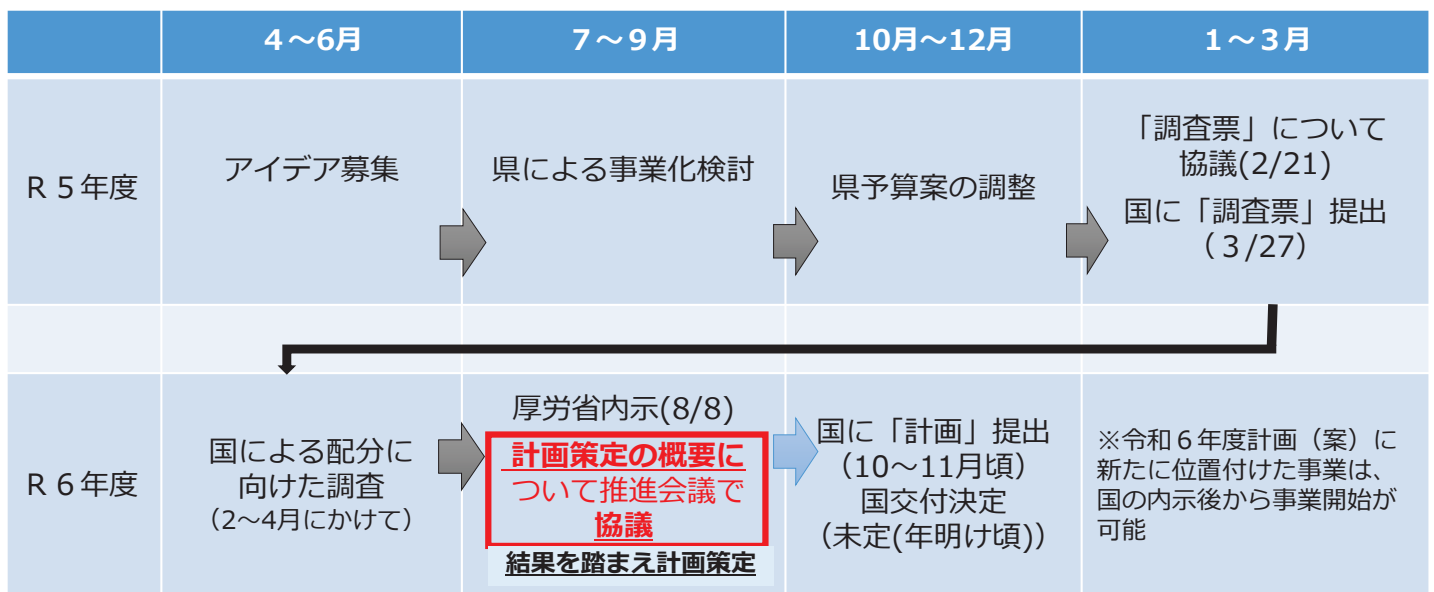 4～6月
7～9月
10月～12月
1～3月
R 5年度
アイデア募集
県による事業化検討
県予算案の調整
「調査票」について
協議(2/21)
国に「調査票」提出
（3/27）
R 6年度
国による配分に
向けた調査
（2～4月にかけて）
厚労省内示(8/8)
計画策定の概要に
ついて推進会議で
協議
結果を踏まえ計画策定
国に「計画」提出
（10～11月頃）
国交付決定
（未定(年明け頃)）
※令和６年度計画（案）に
新たに位置付けた事業は、
国の内示後から事業開始が
可能